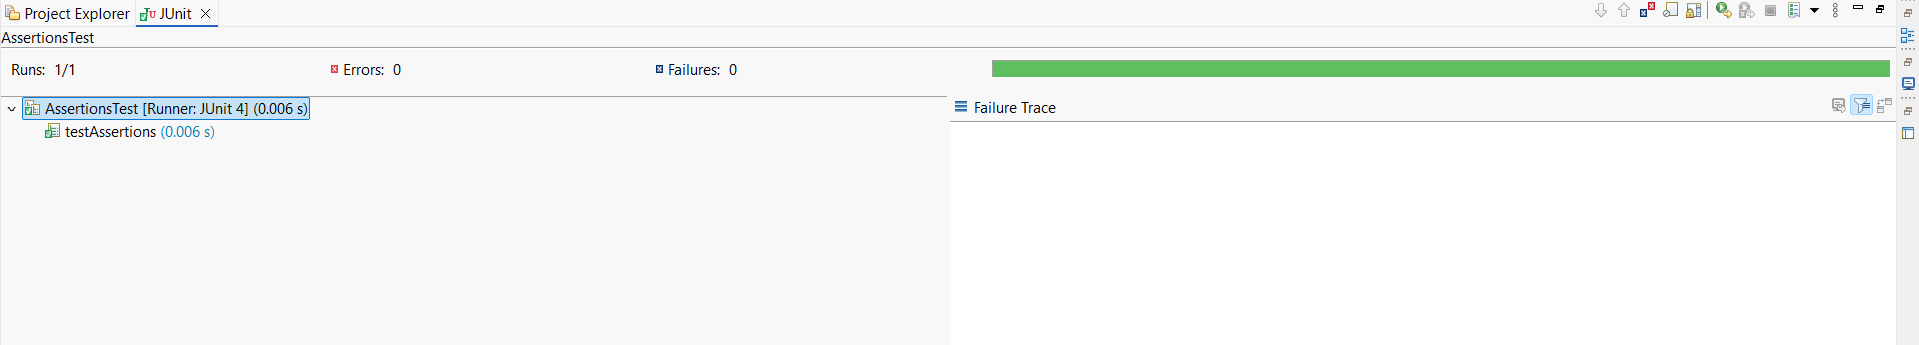 Project Explorer JUnit
AssertionsTest
Runs: 1/1 Errors: 0 Failures: 0
AssertionsTest [Runner: JUnit 4] (0.006 s)
Failure Trace
testAssertions (0.006 s)